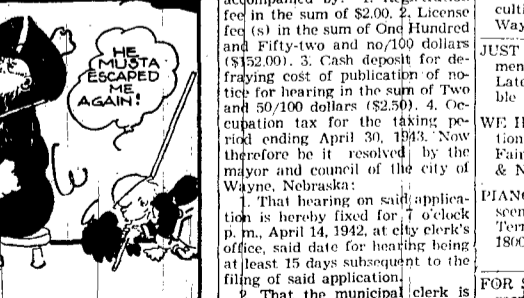 HE
MUSTA
ESCAPED
ME
AGAIN!
fee in the sum of $2.00. 2. License
fee (s) in the sum of One Hundred
and Fifty-two and no/100 dollars
($152.00). 3. Cash deposit for de-
fraying cost of publication of no-
tice for hearing in the sum of Two
and 50/100 dollars ($2.50). 4. Oc-
cupation tax for the taxing pe-
riod ending April 30, 1943. Now
therefore be it resolved by the
mayor and council of the city of
Wayne, Nebraska:
1. That hearing on said applica-
tion is hereby fixed for 7 o'clock
p. m., April 14, 1942, at city clerk's
office, said date for hearing being
at least 15 days subsequent to the
filing of said application.
2. That the municipal clerk is
culti
Way
JUST
men
Late
ble
WE H
tion
Fair
& N
PIANO
scen
Terr
1800
FOR